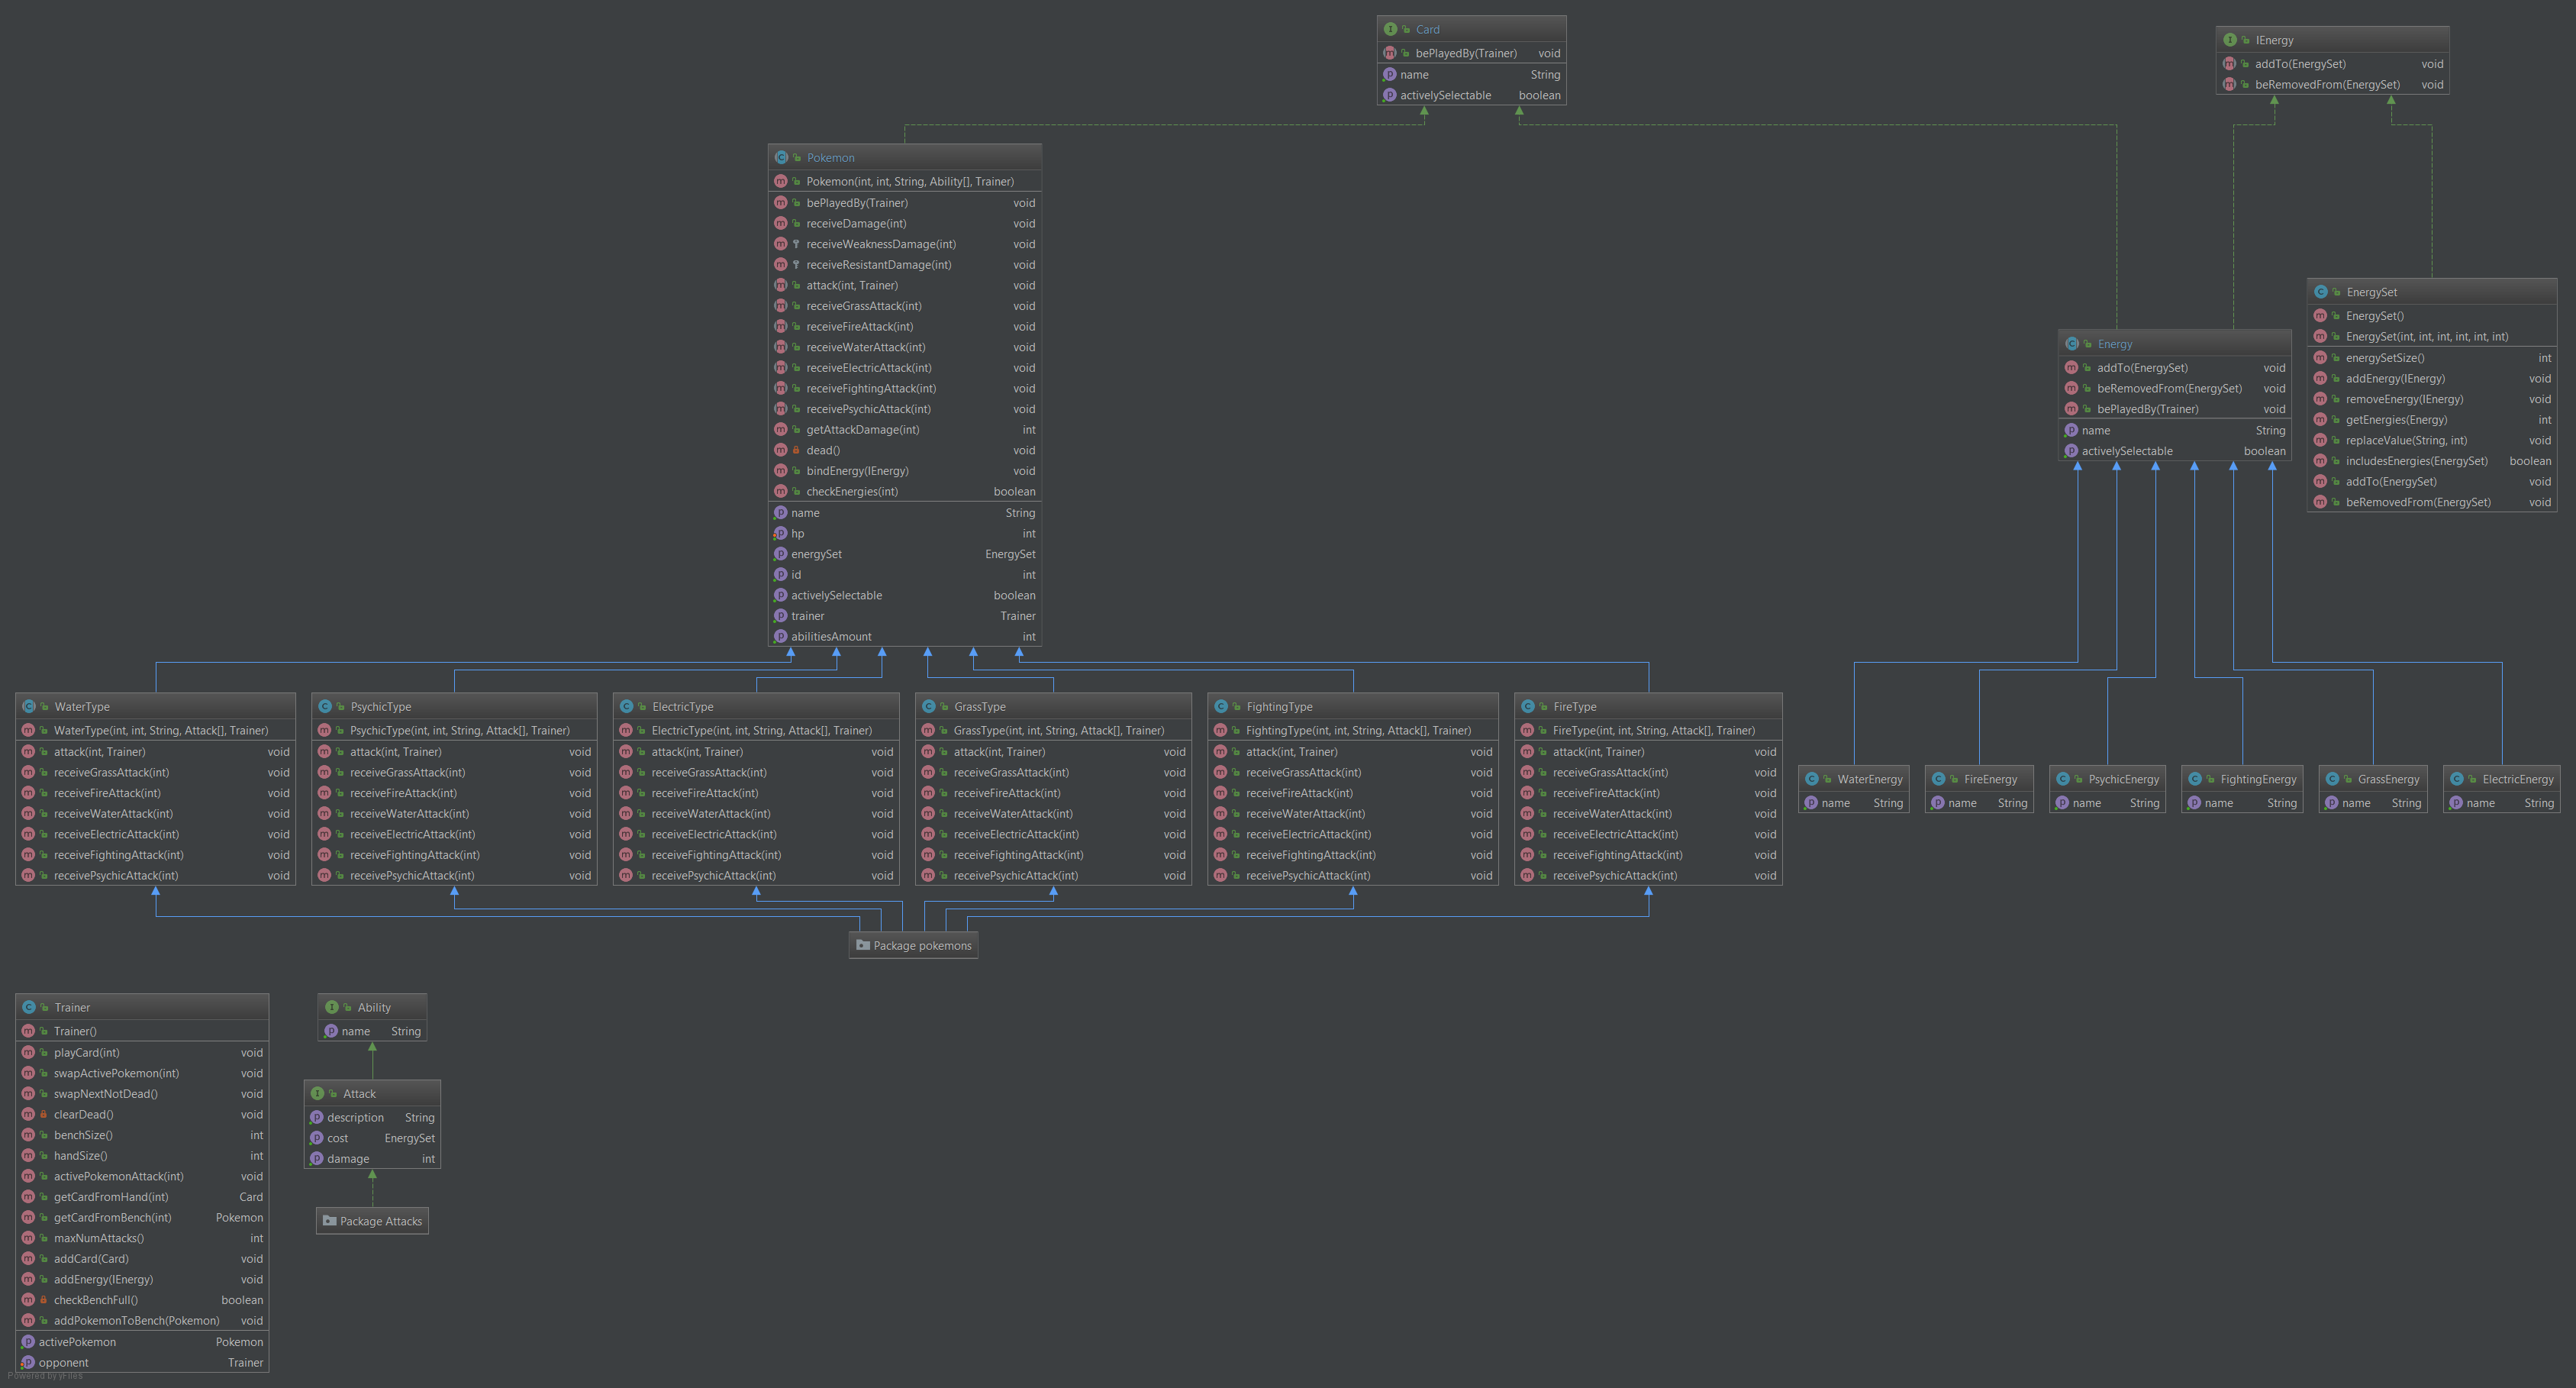 Card
bePlayedBy(Trainer) void
name String
activelySelectable boolean
IEnergy
addTo(EnergySet) void
beRemovedFrom(EnergySet) void
Pokemon
Pokemon(int, int, String, Ability[], Trainer)
bePlayedBy(Trainer) void
receiveDamage(int) void
receiveWeaknessDamage(int) void
receiveResistantDamage(int) void
attack(int, Trainer) void
receiveGrassAttack(int) void
receiveFireAttack(int) void
receiveWaterAttack(int) void
receiveElectricAttack(int) void
receiveFightingAttack(int) void
receivePsychicAttack(int) void
getAttackDamage(int) int
dead() void
bindEnergy(IEnergy) void
checkEnergies(int) boolean
name String
hp int
energySet EnergySet
id int
activelySelectable boolean
trainer Trainer
abilitiesAmount int
Energy
addTo(EnergySet) void
beRemovedFrom(EnergySet) void
bePlayedBy(Trainer) void
name String
activelySelectable boolean
EnergySet
EnergySet()
EnergySet(int, int, int, int, int, int)
energySetSize() int
addEnergy(IEnergy) void
removeEnergy(IEnergy) void
getEnergies(Energy) int
replaceValue(String, int) void
includesEnergies(EnergySet) boolean
addTo(EnergySet) void
beRemovedFrom(EnergySet) void
WaterType
WaterType(int, int, String, Attack[], Trainer)
attack(int, Trainer) void
receiveGrassAttack(int) void
receiveFireAttack(int) void
receiveWaterAttack(int) void
receiveElectricAttack(int) void
receiveFightingAttack(int) void
receivePsychicAttack(int) void
PsychicType
PsychicType(int, int, String, Attack[], Trainer)
attack(int, Trainer) void
receiveGrassAttack(int) void
receiveFireAttack(int) void
receiveWaterAttack(int) void
receiveElectricAttack(int) void
receiveFightingAttack(int) void
receivePsychicAttack(int) void
ElectricType
ElectricType(int, int, String, Attack[], Trainer)
attack(int, Trainer) void
receiveGrassAttack(int) void
receiveFireAttack(int) void
receiveWaterAttack(int) void
receiveElectricAttack(int) void
receiveFightingAttack(int) void
receivePsychicAttack(int) void
GrassType
GrassType(int, int, String, Attack[], Trainer)
attack(int, Trainer) void
receiveGrassAttack(int) void
receiveFireAttack(int) void
receiveWaterAttack(int) void
receiveElectricAttack(int) void
receiveFightingAttack(int) void
receivePsychicAttack(int) void
FightingType
FightingType(int, int, String, Attack[], Trainer)
attack(int, Trainer) void
receiveGrassAttack(int) void
receiveFireAttack(int) void
receiveWaterAttack(int) void
receiveElectricAttack(int) void
receiveFightingAttack(int) void
receivePsychicAttack(int) void
FireType
FireType(int, int, String, Attack[], Trainer)
attack(int, Trainer) void
receiveGrassAttack(int) void
receiveFireAttack(int) void
receiveWaterAttack(int) void
receiveElectricAttack(int) void
receiveFightingAttack(int) void
receivePsychicAttack(int) void
WaterEnergy
name String
FireEnergy
name String
PsychicEnergy
name String
FightingEnergy
name String
GrassEnergy
name String
ElectricEnergy
name String
Package pokemons
Trainer
Trainer()
playCard(int) void
swapActivePokemon(int) void
swapNextNotDead() void
clearDead() void
benchSize() int
handSize() int
activePokemonAttack(int) void
getCardFromHand(int) Card
getCardFromBench(int) Pokemon
maxNumAttacks() int
addCard(Card) void
addEnergy(IEnergy) void
checkBenchFull() boolean
addPokemonToBench(Pokemon) void
activePokemon Pokemon
opponent Trainer
Ability
name String
Attack
description String
cost EnergySet
damage int
Package Attacks
Powered by yFiles